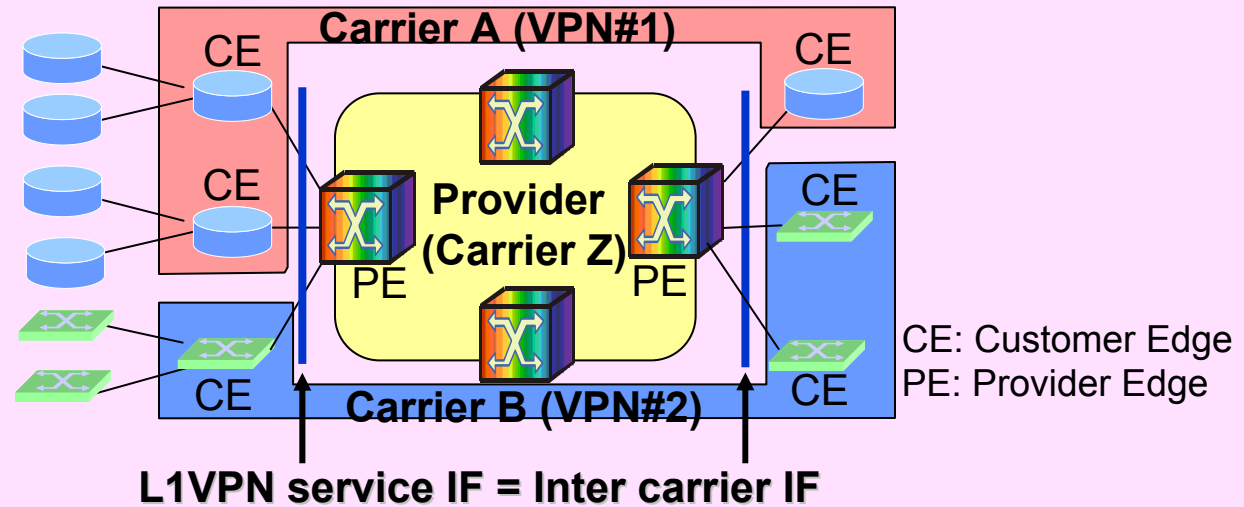 Carrier A (VPN#1)
CE
CE
CE
CE
Provider
(Carrier Z)
PE
PE
CE: Customer Edge
PE: Provider Edge
CE
CE
Carrier B (VPN#2)
L1VPN service IF = Inter carrier IF